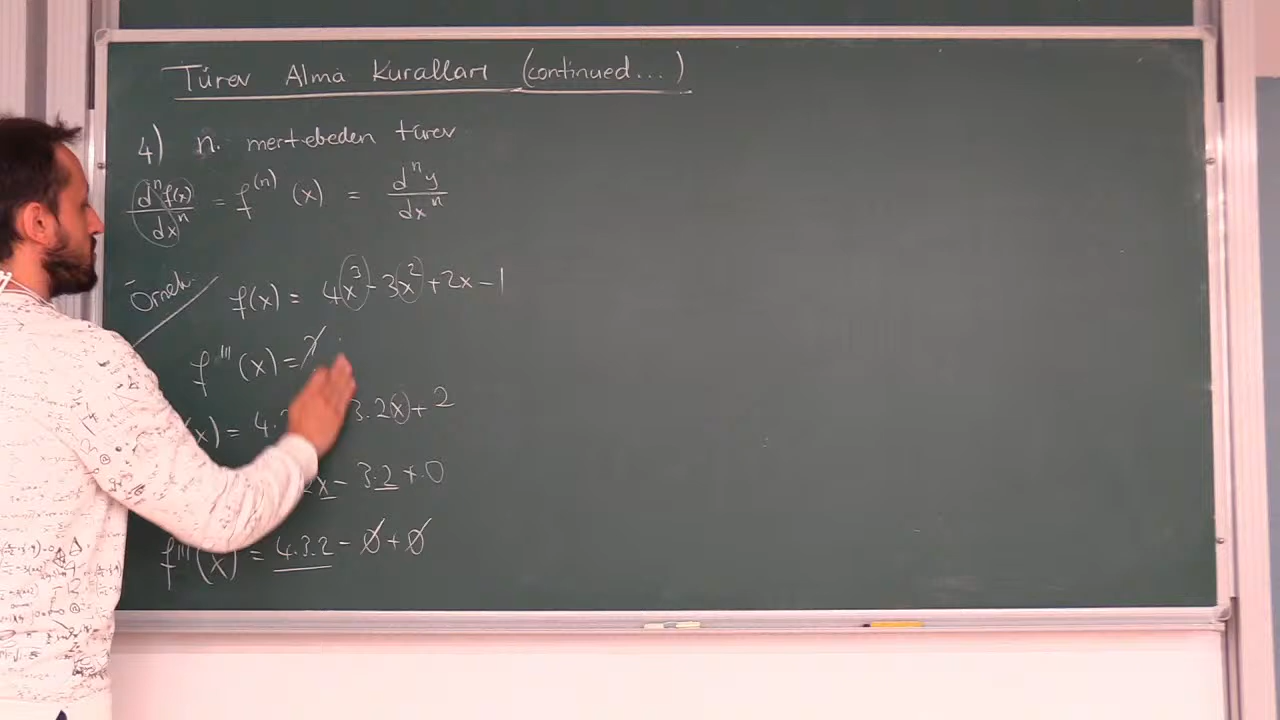 Türev Alma Kuralları (continued...)
4) n. mertebeden türev
dⁿf(x)/dxⁿ = f⁽ⁿ⁾(x) = dⁿy/dxⁿ
Örnek: f(x) = 4x³ - 3x² + 2x - 1
f'''(x) = ?
(x) = 4. 3.2x + 2
2x - 3.2 + 0
f'''(x) = 4.3.2 - 0 + 0